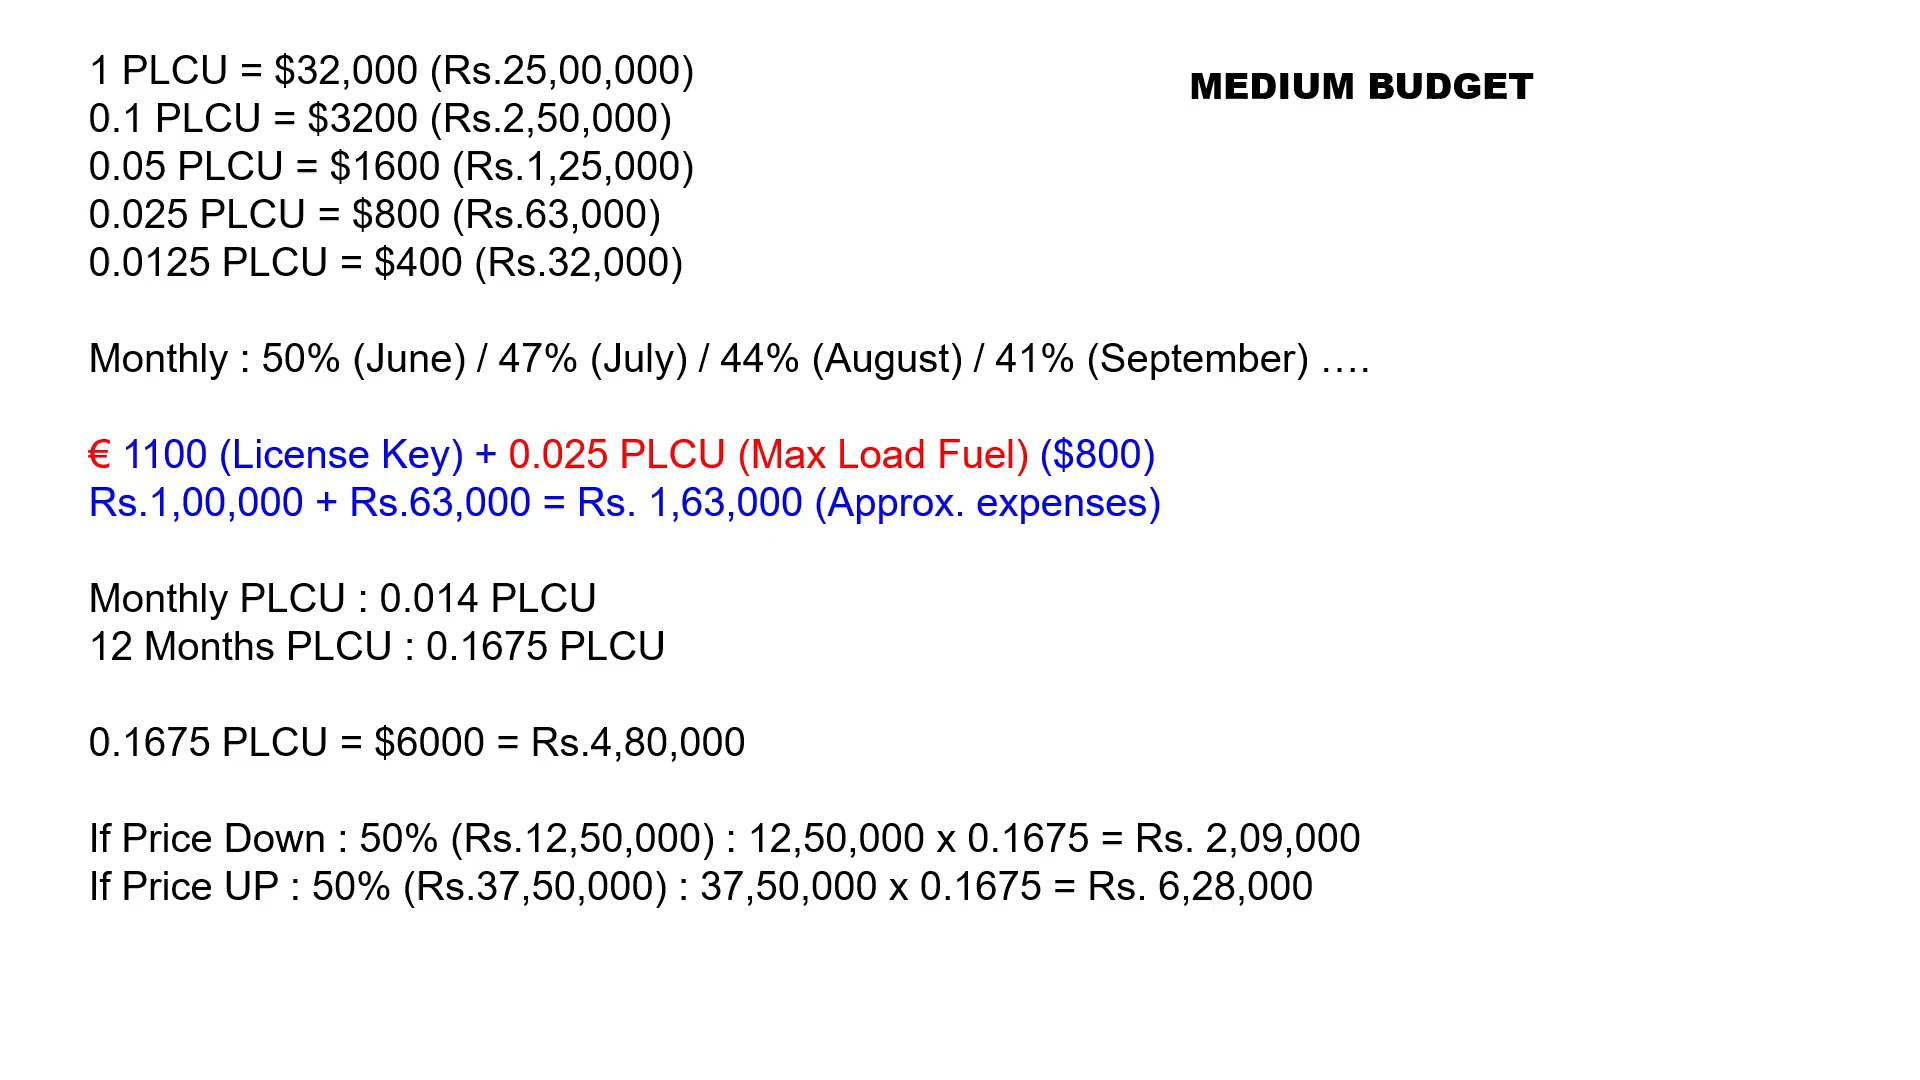 1 PLCU = $32,000 (Rs.25,00,000)
MEDIUM BUDGET
0.1 PLCU = $3200 (Rs.2,50,000)
0.05 PLCU = $1600 (Rs.1,25,000)
0.025 PLCU = $800 (Rs.63,000)
0.0125 PLCU = $400 (Rs.32,000)
Monthly : 50% (June) / 47% (July) / 44% (August) / 41% (September) ….
€ 1100 (License Key) + 0.025 PLCU (Max Load Fuel) ($800)
Rs.1,00,000 + Rs.63,000 = Rs. 1,63,000 (Approx. expenses)
Monthly PLCU : 0.014 PLCU
12 Months PLCU : 0.1675 PLCU
0.1675 PLCU = $6000 = Rs.4,80,000
If Price Down : 50% (Rs.12,50,000) : 12,50,000 x 0.1675 = Rs. 2,09,000
If Price UP : 50% (Rs.37,50,000) : 37,50,000 x 0.1675 = Rs. 6,28,000